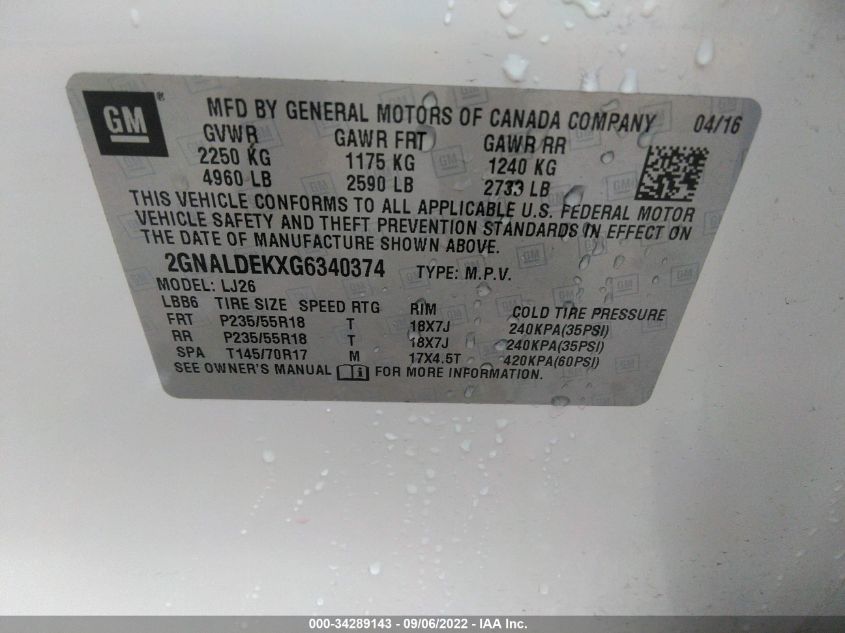 GM ® MFD BY GENERAL MOTORS OF CANADA COMPANY 04/16
GVWR GAWR FRT GAWR RR
2250 KG 1175 KG 1240 KG
4960 LB 2590 LB 2733 LB
THIS VEHICLE CONFORMS TO ALL APPLICABLE U.S. FEDERAL MOTOR
VEHICLE SAFETY AND THEFT PREVENTION STANDARDS IN EFFECT ON
THE DATE OF MANUFACTURE SHOWN ABOVE.
2GNALDEKXG6340374 TYPE: M.P.V.
MODEL: LJ26
LBB6 TIRE SIZE SPEED RTG RIM COLD TIRE PRESSURE
FRT P235/55R18 T 18X7J 240KPA(35PSI)
RR P235/55R18 T 18X7J 240KPA(35PSI)
SPA T145/70R17 M 17X4.5T 420KPA(60PSI)
SEE OWNER'S MANUAL FOR MORE INFORMATION.
000-34289143 - 09/06/2022 - IAA Inc.